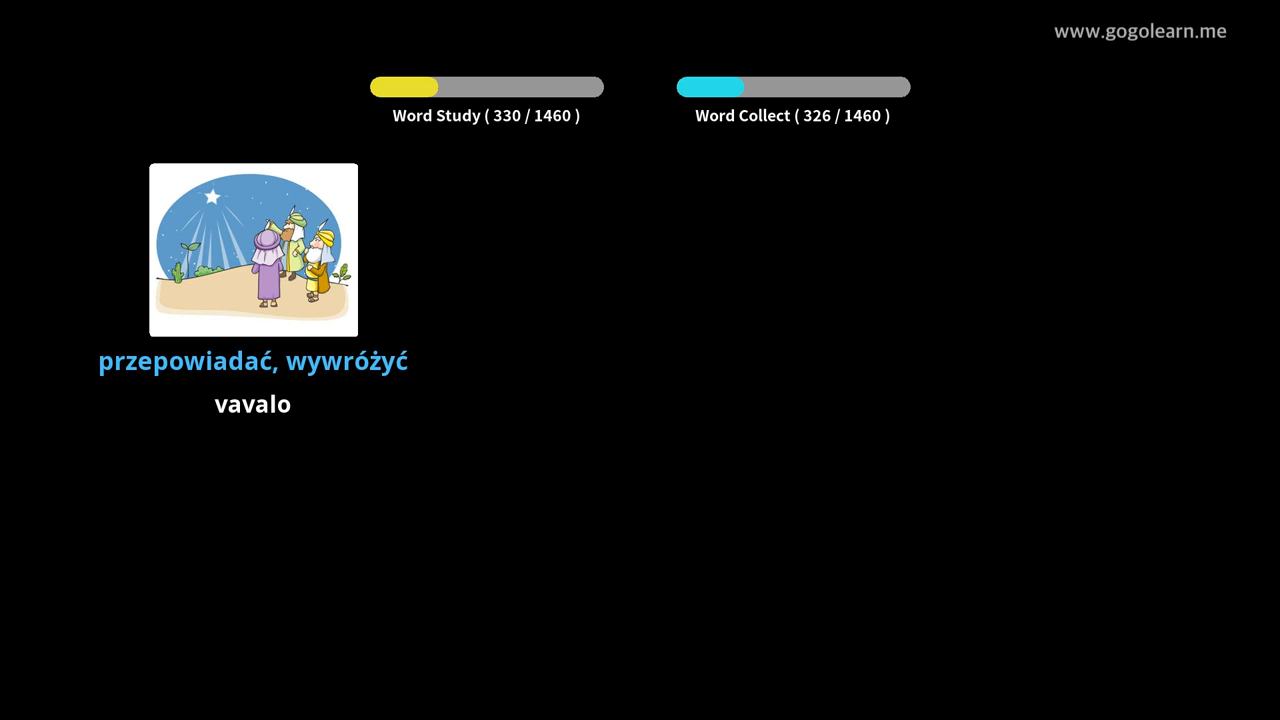 www.gogolearn.me
Word Study ( 330 / 1460 )
Word Collect ( 326 / 1460 )
przepowiadać, wywróżyć
vavalo